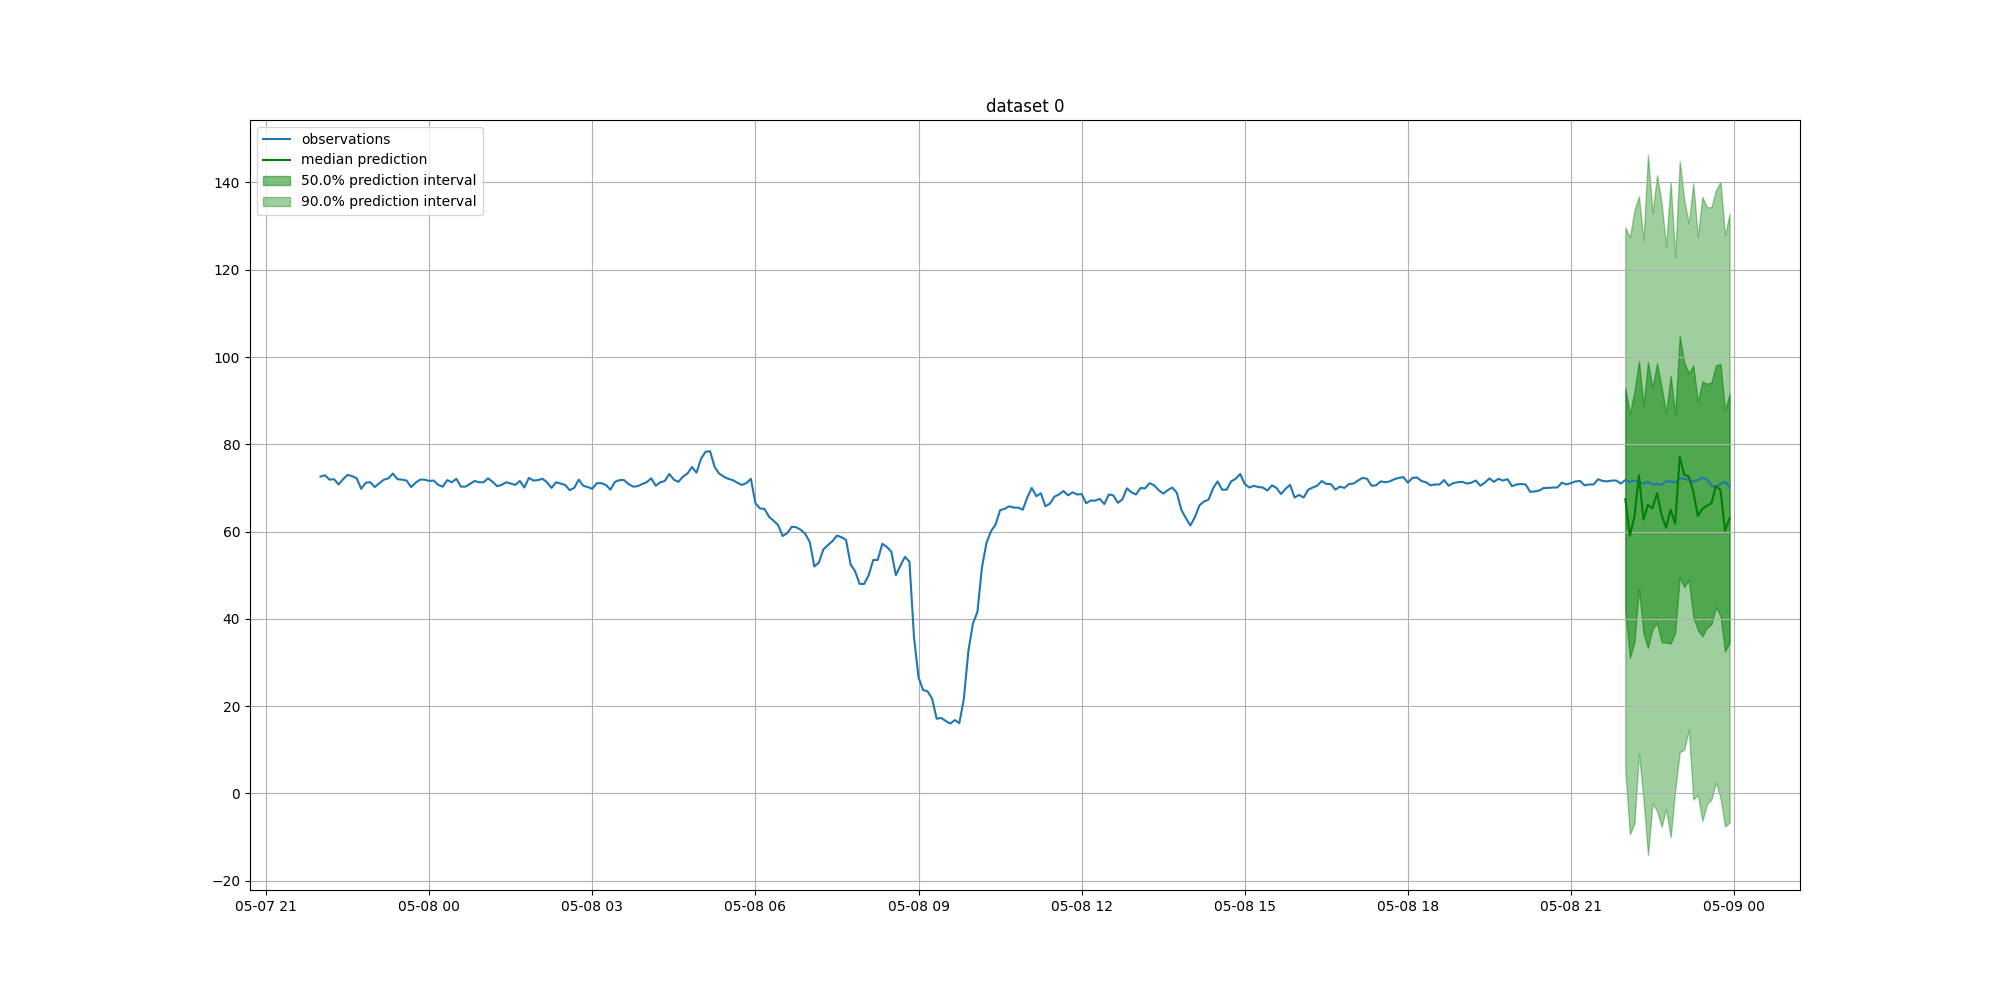 dataset 0
observations
median prediction
50.0% prediction interval
90.0% prediction interval
140
120
100
80
60
40
20
0
−20
05-07 21 05-08 00 05-08 03 05-08 06 05-08 09 05-08 12 05-08 15 05-08 18 05-08 21 05-09 00